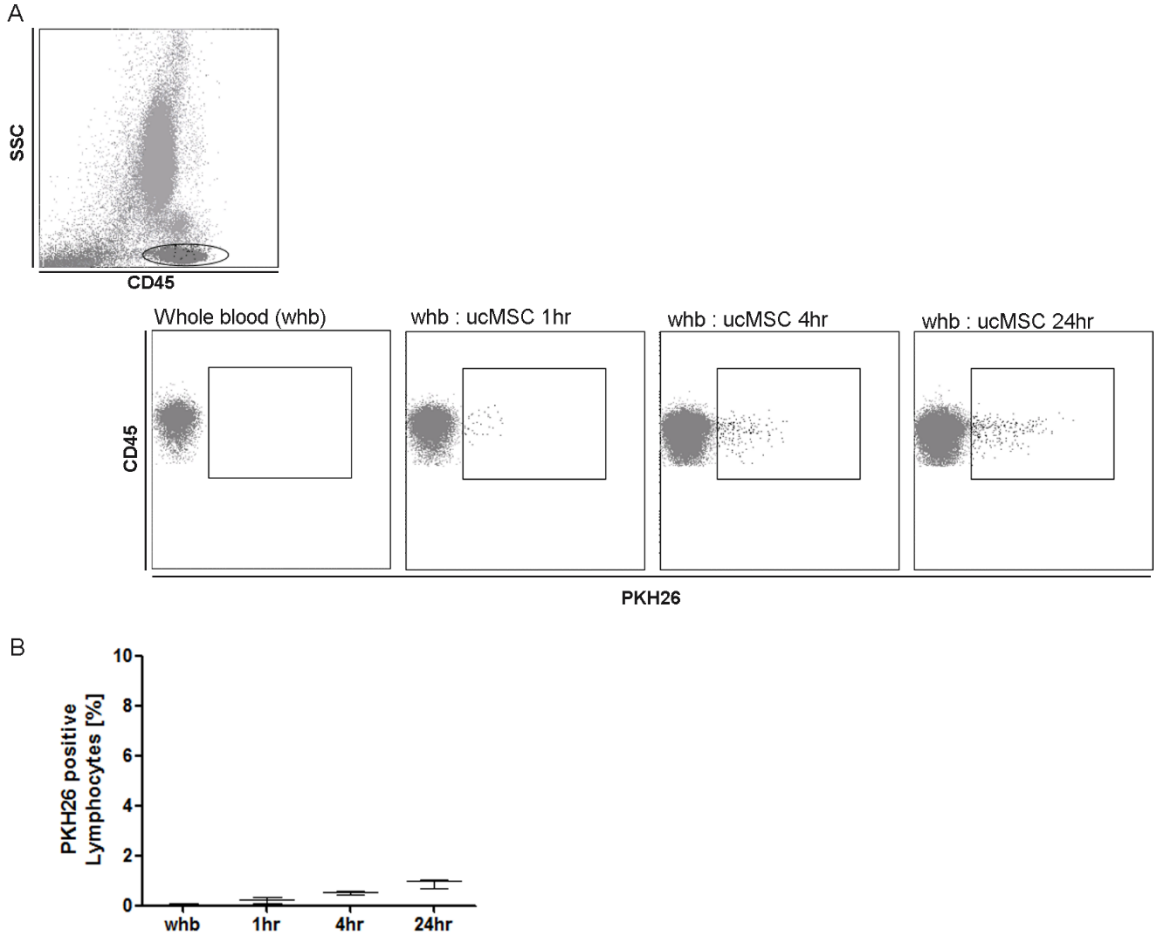 A
SSC
CD45
Whole blood (whb)
whb : ucMSC 1hr
whb : ucMSC 4hr
whb : ucMSC 24hr
CD45
PKH26
B
PKH26 positive
Lymphocytes [%]
10
8
6
4
2
0
whb
1hr
4hr
24hr